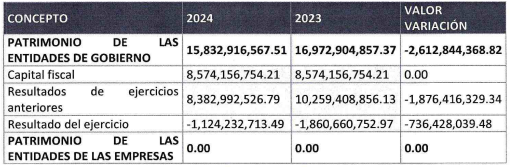 CONCEPTO 2024 2023 VALOR
VARIACIÓN
PATRIMONIO DE LAS
ENTIDADES DE GOBIERNO 15,832,916,567.51 16,972,904,857.37 -2,612,844,368.82
Capital fiscal 8,574,156,754.21 8,574,156,754.21 0.00
Resultados de ejercicios
anteriores 8,382,992,526.79 10,259,408,856.13 -1,876,416,329.34
Resultado del ejercicio -1,124,232,713.49 -1,860,660,752.97 -736,428,039.48
PATRIMONIO DE LAS
ENTIDADES DE LAS EMPRESAS 0.00 0.00 0.00